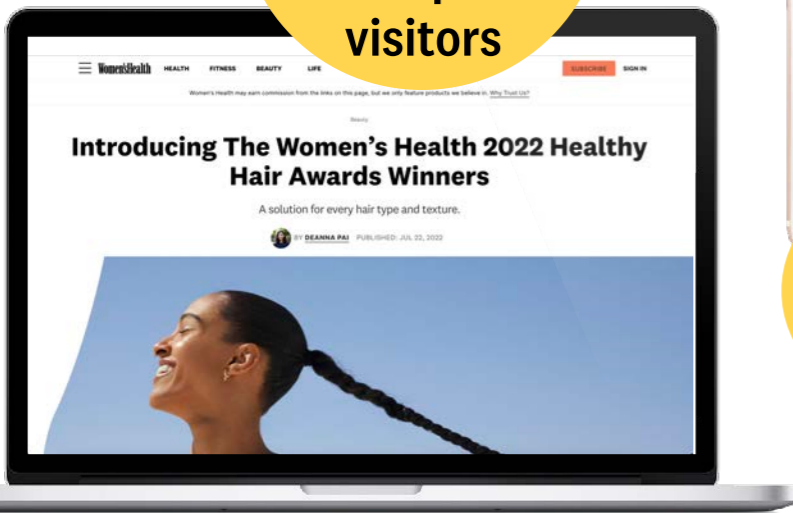 visitors
Women'sHealth HEALTH FITNESS BEAUTY LIFE SUBSCRIBE SIGN IN
Women's Health may earn commission from the links on this page, but we only feature products we believe in. Why Trust Us?
Beauty
Introducing The Women's Health 2022 Healthy
Hair Awards Winners
A solution for every hair type and texture.
BY DEANNA PAI PUBLISHED: JUL 22, 2022